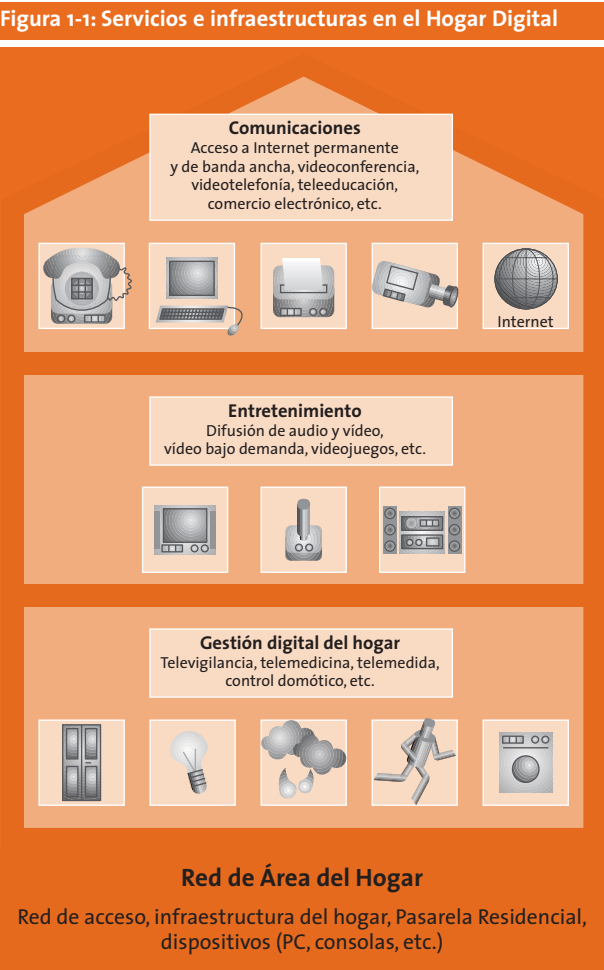 Figura 1-1: Servicios e infraestructuras en el Hogar Digital
Comunicaciones
Acceso a Internet permanente
y de banda ancha, videoconferencia,
videotelefonía, teleeducación,
comercio electrónico, etc.
Internet
Entretenimiento
Difusión de audio y vídeo,
vídeo bajo demanda, videojuegos, etc.
Gestión digital del hogar
Televigilancia, telemedicina, telemedida,
control domótico, etc.
Red de Área del Hogar
Red de acceso, infraestructura del hogar, Pasarela Residencial,
dispositivos (PC, consolas, etc.)